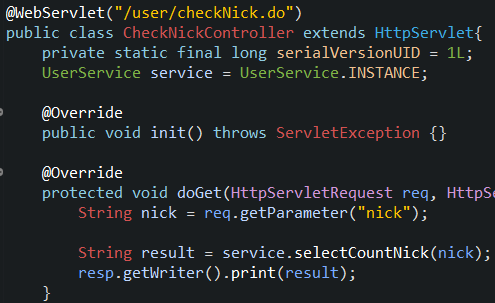 @WebServlet("/user/checkNick.do")
public class CheckNickController extends HttpServlet{
private static final long serialVersionUID = 1L;
UserService service = UserService.INSTANCE;
@Override
public void init() throws ServletException {}
@Override
protected void doGet(HttpServletRequest req, HttpSe
String nick = req.getParameter("nick");
String result = service.selectCountNick(nick);
resp.getWriter().print(result);
}